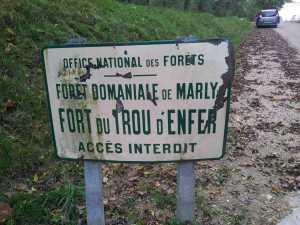 OFFICE NATIONAL DES FORÊTS
FORÊT DOMANIALE DE MARLY
FORT DU TROU D'ENFER
ACCÈS INTERDIT